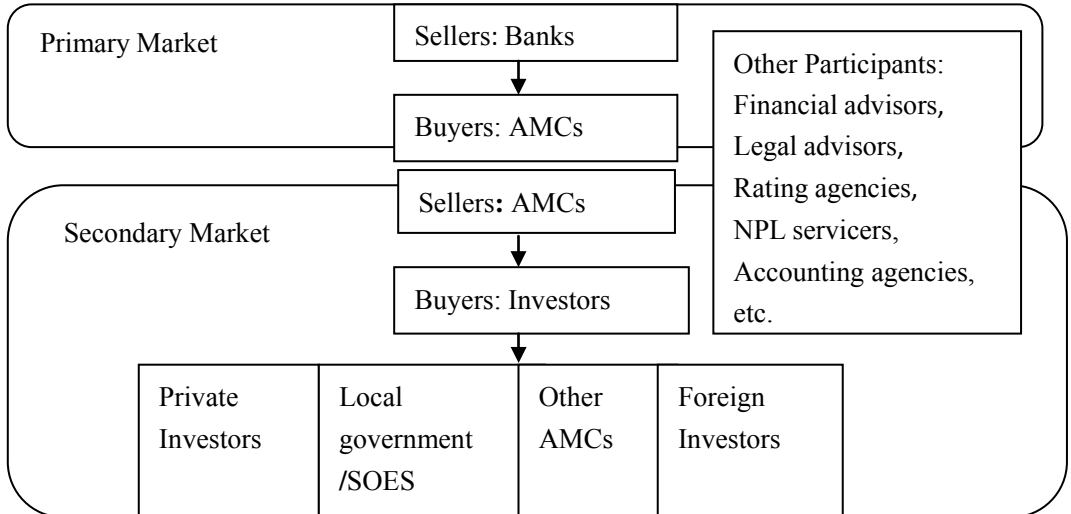 Primary Market
Sellers: Banks
Buyers: AMCs
Other Participants:
Financial advisors,
Legal advisors,
Rating agencies,
NPL servicers,
Accounting agencies,
etc.
Secondary Market
Sellers: AMCs
Buyers: Investors
Private
Investors
Local
government
/SOES
Other
AMCs
Foreign
Investors